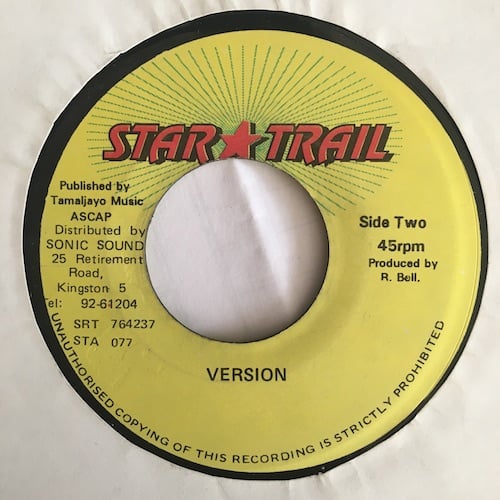 STAR★TRAIL
Published by
Tamaljayo Music
ASCAP
Distributed by
SONIC SOUND
25 Retirement
Road,
Kingston 5
Tel: 92-61204
SRT 764237
STA 077
Side Two
45rpm
Produced by
R. Bell.
VERSION
UNAUTHORISED COPYING OF THIS RECORDING IS STRICTLY PROHIBITED